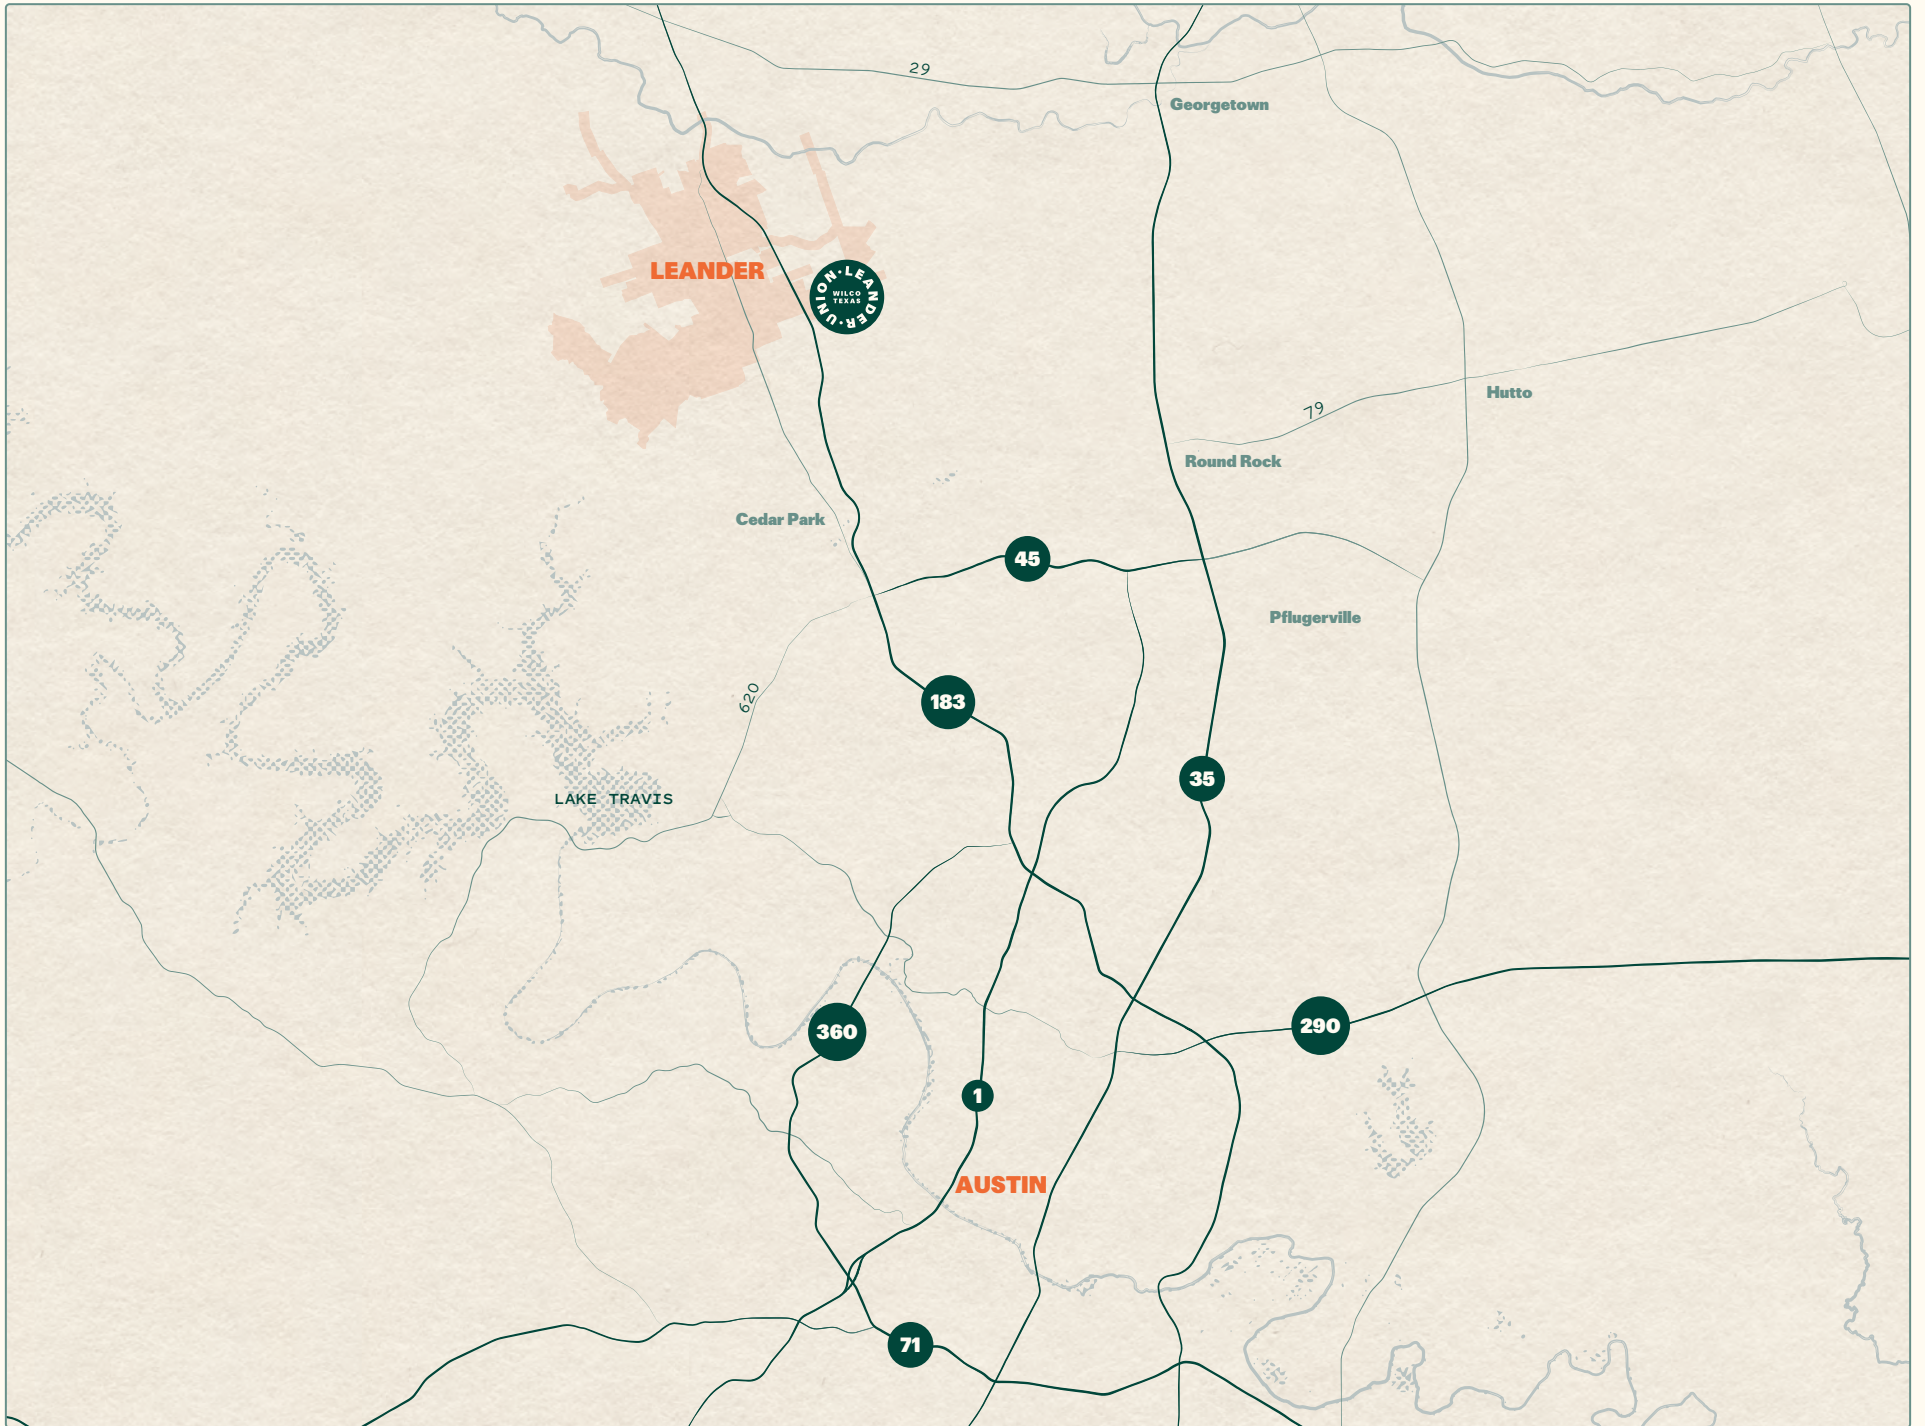 29
Georgetown
LEANDER
UNION·LEANDER·
WILCO
TEXAS
Hutto
79
Round Rock
Cedar Park
45
Pflugerville
620
183
35
LAKE TRAVIS
290
360
1
AUSTIN
71